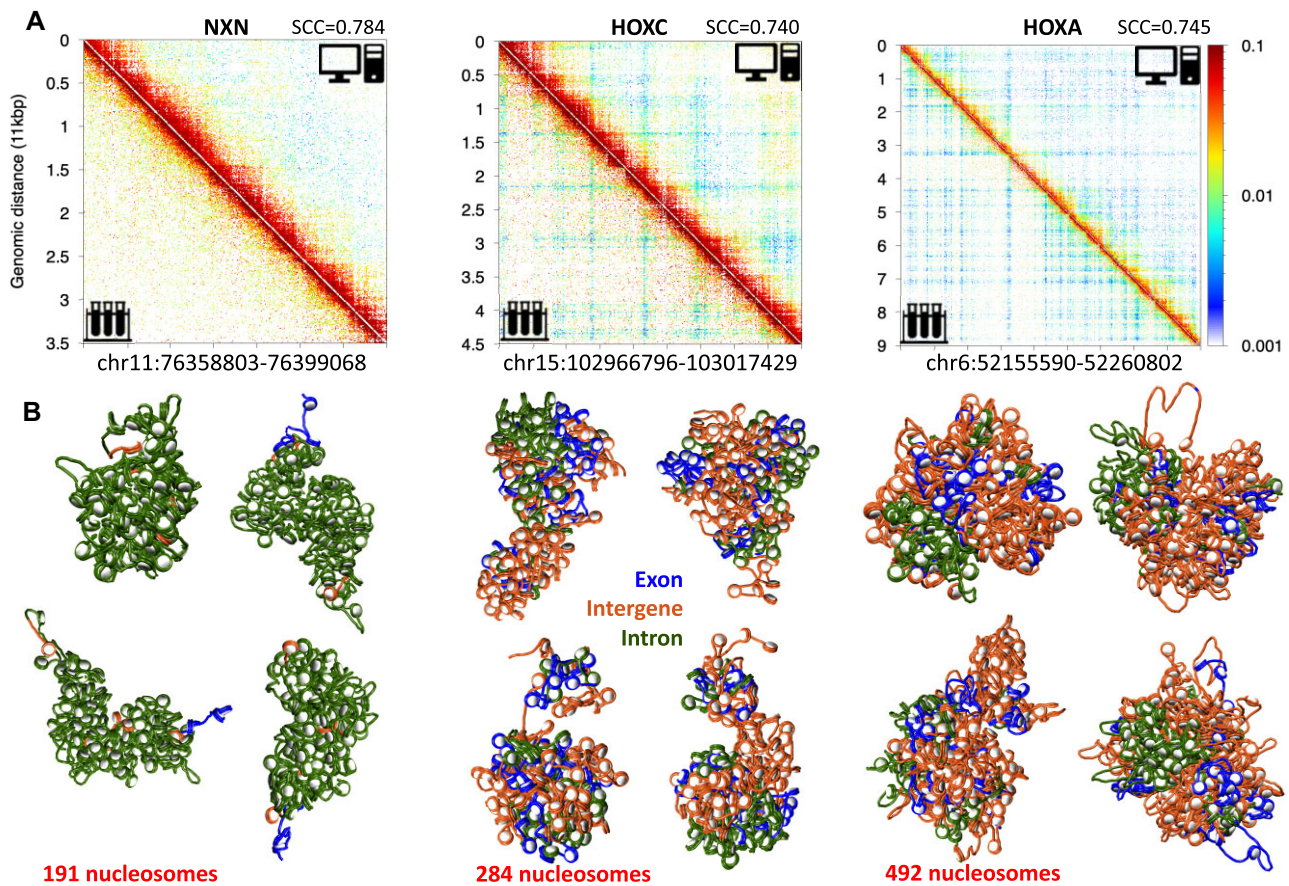 A
NXN SCC=0.784
HOXC SCC=0.740
HOXA SCC=0.745
Genomic distance (11kbp)
0
0.5
1
1.5
2
2.5
3
3.5
0
0.5
1
1.5
2
2.5
3
3.5
4
4.5
0
1
2
3
4
5
6
7
8
9
0.1
0.01
0.001
chr11:76358803-76399068
chr15:102966796-103017429
chr6:52155590-52260802
B
Exon
Intergene
Intron
191 nucleosomes
284 nucleosomes
492 nucleosomes